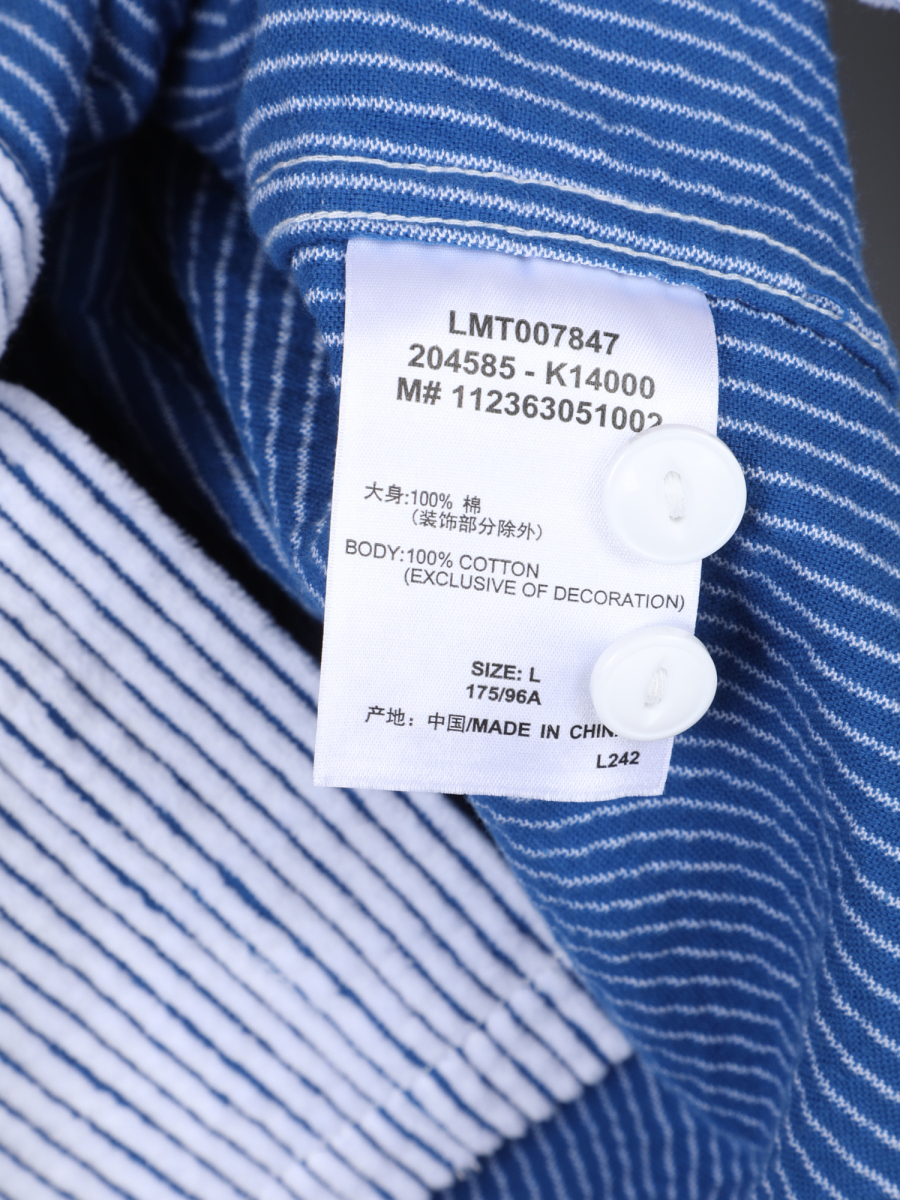 LMT007847
204585 - K14000
M# 112363051002
大身:100% 棉
(装饰部分除外)
BODY:100% COTTON
(EXCLUSIVE OF DECORATION)
SIZE: L
175/96A
产地：中国/MADE IN
L242